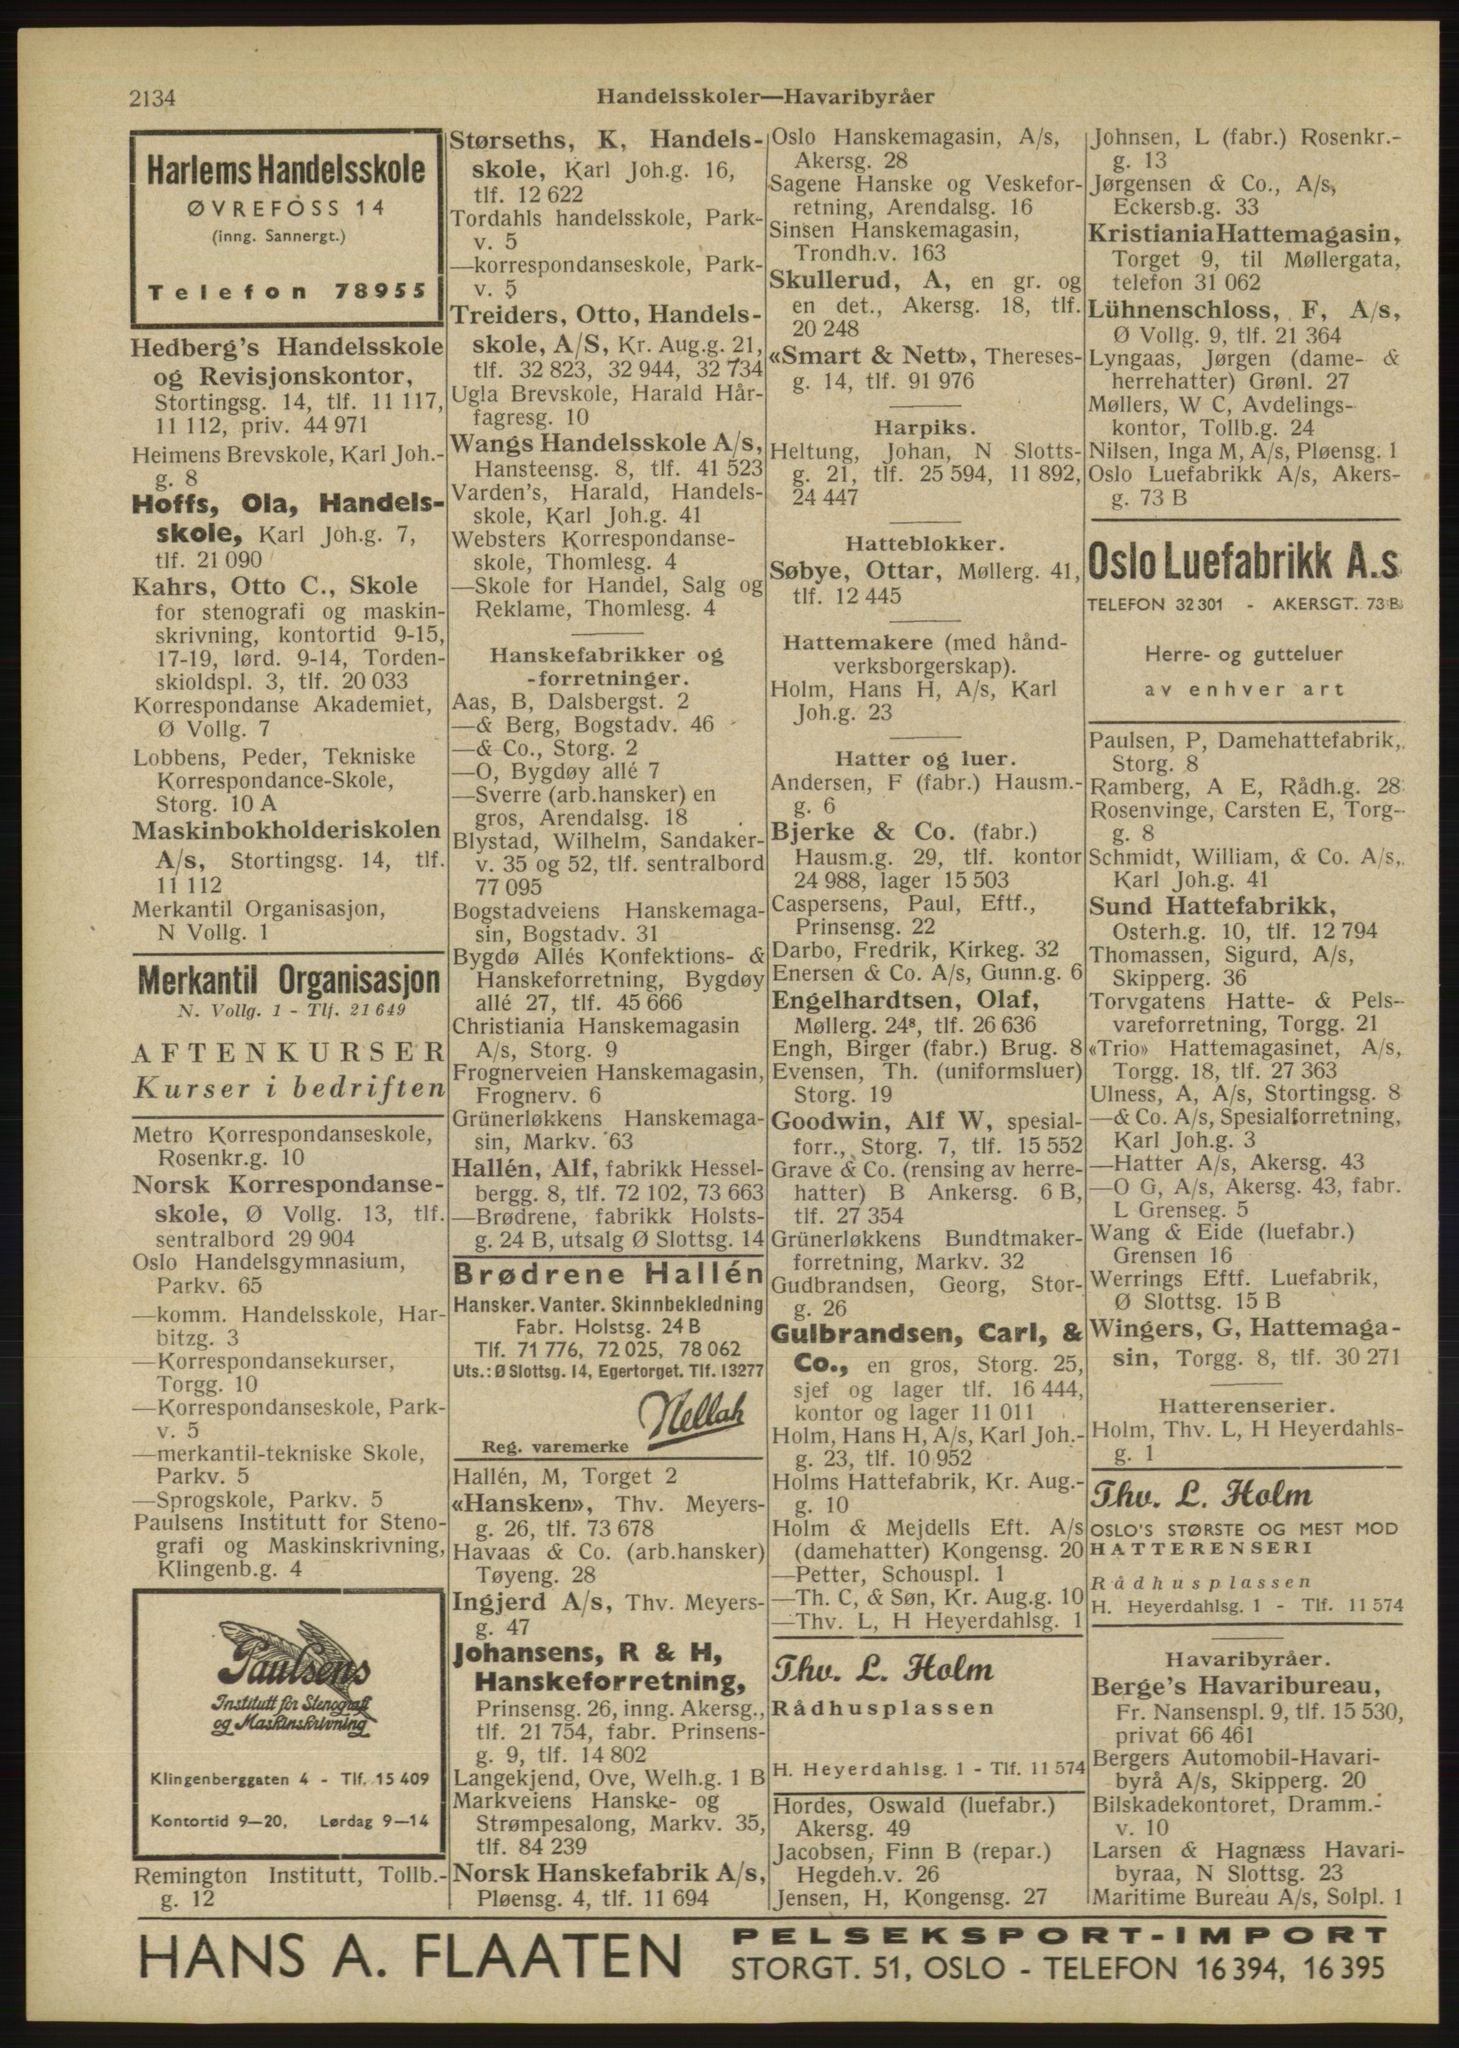 2134
Handelsskoler—Havaribyråer
Harlems Handelsskole
ØVREFOSS 14
(inng. Sannergt.)
Telefon 78955
Hedberg's Handelsskole
og Revisjonskontor,
Stortingsg. 14, tlf. 11 117,
11 112, priv. 44 971
Heimens Brevskole, Karl Joh.-
g. 8
Hoffs, Ola, Handels-
skole, Karl Joh.g. 7,
tlf. 21 090
Kahrs, Otto C., Skole
for stenografi og maskin-
skrivning, kontortid 9-15,
17-19, lørd. 9-14, Torden-
skioldspl. 3, tlf. 20 033
Korrespondanse Akademiet,
Ø Vollg. 7
Lobbens, Peder, Tekniske
Korrespondance-Skole,
Storg. 10 A
Maskinbokholderiskolen
A/s, Stortingsg. 14, tlf.
11 112
Merkantil Organisasjon,
N Vollg. 1
Merkantil Organisasjon
N. Vollg. 1 - Tlf. 21 649
AFTENKURSER
Kurser i bedriften
Metro Korrespondanseskole,
Rosenkr.g. 10
Norsk Korrespondanse-
skole, Ø Vollg. 13, tlf.
sentralbord 29 904
Oslo Handelsgymnasium,
Parkv. 65
—komm. Handelsskole, Har-
bitzg. 3
—Korrespondansekurser,
Torgg. 10
—Korrespondanseskole, Park-
v. 5
—merkantil-tekniske Skole,
Parkv. 5
—Sprogskole, Parkv. 5
Paulsens Institutt for Steno-
grafi og Maskinskrivning,
Klingenb.g. 4
Paulsens
Institutt for Stenografi
og Maskinskrivning
Klingenberggaten 4 - Tlf. 15 409
Kontortid 9—20, Lørdag 9—14
Remington Institutt, Tollb.-
g. 12
Størseths, K, Handels-
skole, Karl Joh.g. 16,
tlf. 12 622
Tordahls handelsskole, Park-
v. 5
—korrespondanseskole, Park-
v. 5
Treiders, Otto, Handels-
skole, A/S, Kr. Aug.g. 21,
tlf. 32 823, 32 944, 32 734
Ugla Brevskole, Harald Hår-
fagresg. 10
Wangs Handelsskole A/s,
Hansteensg. 8, tlf. 41 523
Varden's, Harald, Handels-
skole, Karl Joh.g. 41
Websters Korrespondanse-
skole, Thomlesg. 4
—Skole for Handel, Salg og
Reklame, Thomlesg. 4
Hanskefabrikker og
-forretninger.
Aas, B, Dalsbergst. 2
—& Berg, Bogstadv. 46
—& Co., Storg. 2
—O, Bygdøy allé 7
—Sverre (arb.hansker) en
gros, Arendalsg. 18
Blystad, Wilhelm, Sandaker-
v. 35 og 52, tlf. sentralbord
77 095
Bogstadveiens Hanskemaga-
sin, Bogstadv. 31
Bygdø Allés Konfektions- &
Hanskeforretning, Bygdøy
allé 27, tlf. 45 666
Christiania Hanskemagasin
A/s, Storg. 9
Frognerveien Hanskemagasin,
Frognerv. 6
Grünerløkkens Hanskemaga-
sin, Markv. 63
Hallén, Alf, fabrikk Hessel-
bergg. 8, tlf. 72 102, 73 663
—Brødrene, fabrikk Holsts-
g. 24 B, utsalg Ø Slottsg. 14
Brødrene Hallén
Hansker. Vanter. Skinnbekledning
Fabr. Holstsg. 24 B
Tlf. 71 776, 72 025, 78 062
Uts.: Ø Slottsg. 14, Egertorget. Tlf. 13277
Nellah
Reg. varemerke
Hallén, M, Torget 2
«Hansken», Thv. Meyers-
g. 26, tlf. 73 678
Havaas & Co. (arb.hansker)
Tøyeng. 28
Ingjerd A/s, Thv. Meyers-
g. 47
Johansens, R & H,
Hanskeforretning,
Prinsensg. 26, inng. Akersg.,
tlf. 21 754, fabr. Prinsens-
g. 9, tlf. 14 802
Langekjend, Ove, Welh.g. 1 B
Markveiens Hanske- og
Strømpesalong, Markv. 35,
tlf. 84 239
Norsk Hanskefabrik A/s,
Pløensg. 4, tlf. 11 694
Oslo Hanskemagasin, A/s,
Akersg. 28
Sagene Hanske og Veskefor-
retning, Arendalsg. 16
Sinsen Hanskemagasin,
Trondh.v. 163
Skullerud, A, en gr. og
en det., Akersg. 18, tlf.
20 248
«Smart & Nett», Thereses-
g. 14, tlf. 91 976
Harpiks.
Heltung, Johan, N Slotts-
g. 21, tlf. 25 594, 11 892,
24 447
Hatteblokker.
Søbye, Ottar, Møllerg. 41,
tlf. 12 445
Hattemakere (med hånd-
verksborgerskap).
Holm, Hans H, A/s, Karl
Joh.g. 23
Hatter og luer.
Andersen, F (fabr.) Hausm.-
g. 6
Bjerke & Co. (fabr.)
Hausm.g. 29, tlf. kontor
24 988, lager 15 503
Caspersens, Paul, Eftf.,
Prinsensg. 22
Darbo, Fredrik, Kirkeg. 32
Enersen & Co. A/s, Gunn.g. 6
Engelhardtsen, Olaf,
Møllerg. 24⁸, tlf. 26 636
Engh, Birger (fabr.) Brug. 8
Evensen, Th. (uniformsluer)
Storg. 19
Goodwin, Alf W, spesial-
forr., Storg. 7, tlf. 15 552
Grave & Co. (rensing av herre-
hatter) B Ankersg. 6 B,
tlf. 27 354
Grünerløkkens Bundtmaker-
forretning, Markv. 32
Gudbrandsen, Georg, Stor-
g. 26
Gulbrandsen, Carl, &
Co., en gros, Storg. 25,
sjef og lager tlf. 16 444,
kontor og lager 11 011
Holm, Hans H, A/s, Karl Joh.-
g. 23, tlf. 10 952
Holms Hattefabrik, Kr. Aug.-
g. 10
Holm & Mejdells Eft. A/s
(damehatter) Kongensg. 20
—Petter, Schouspl. 1
—Th. C, & Søn, Kr. Aug.g. 10
—Thv. L, H Heyerdahlsg. 1
Thv. L. Holm
Rådhusplassen
H. Heyerdahlsg. 1 - Tlf. 11 574
Hordes, Oswald (luefabr.)
Akersg. 49
Jacobsen, Finn B (repar.)
Hegdeh.v. 26
Jensen, H, Kongensg. 27
Johnsen, L (fabr.) Rosenkr.-
g. 13
Jørgensen & Co., A/s,
Eckersb.g. 33
Kristiania Hattemagasin,
Torget 9, til Møllergata,
telefon 31 062
Lühnenschloss, F, A/s,
Ø Vollg. 9, tlf. 21 364
Lyngaas, Jørgen (dame- &
herrehatter) Grønl. 27
Møllers, W C, Avdelings-
kontor, Tollb.g. 24
Nilsen, Inga M, A/s, Pløensg. 1
Oslo Luefabrikk A/s, Akers-
g. 73 B
Oslo Luefabrikk A.s
TELEFON 32 301 - AKERSGT. 73 B
Herre- og gutteluer
av enhver art
Paulsen, P, Damehattefabrik,
Storg. 8
Ramberg, A E, Rådh.g. 28
Rosenvinge, Carsten E, Torg-
g. 8
Schmidt, William, & Co. A/s,
Karl Joh.g. 41
Sund Hattefabrikk,
Osterh.g. 10, tlf. 12 794
Thomassen, Sigurd, A/s,
Skipperg. 36
Torvgatens Hatte- & Pels-
vareforretning, Torgg. 21
«Trio» Hattemagasinet, A/s,
Torgg. 18, tlf. 27 363
Ulness, A, A/s, Stortingsg. 8
—& Co. A/s, Spesialforretning,
Karl Joh.g. 3
—Hatter A/s, Akersg. 43
—O G, A/s, Akersg. 43, fabr.
L Grenseg. 5
Wang & Eide (luefabr.)
Grensen 16
Werrings Eftf. Luefabrik,
Ø Slottsg. 15 B
Wingers, G, Hattemaga-
sin, Torgg. 8, tlf. 30 271
Hatterenserier.
Holm, Thv. L, H Heyerdahls-
g. 1
Thv. L. Holm
OSLO'S STØRSTE OG MEST MOD
HATTERENSERI
Rådhusplassen
H. Heyerdahlsg. 1 - Tlf. 11 574
Havaribyråer.
Berge's Havaribureau,
Fr. Nansenspl. 9, tlf. 15 530,
privat 66 461
Bergers Automobil-Havari-
byrå A/s, Skipperg. 20
Bilskadekontoret, Dramm.-
v. 10
Larsen & Hagnæss Havari-
byraa, N Slottsg. 23
Maritime Bureau A/s, Solpl. 1
HANS A. FLAATEN
PELSEKSPORT-IMPORT
STORGT. 51, OSLO - TELEFON 16 394, 16 395